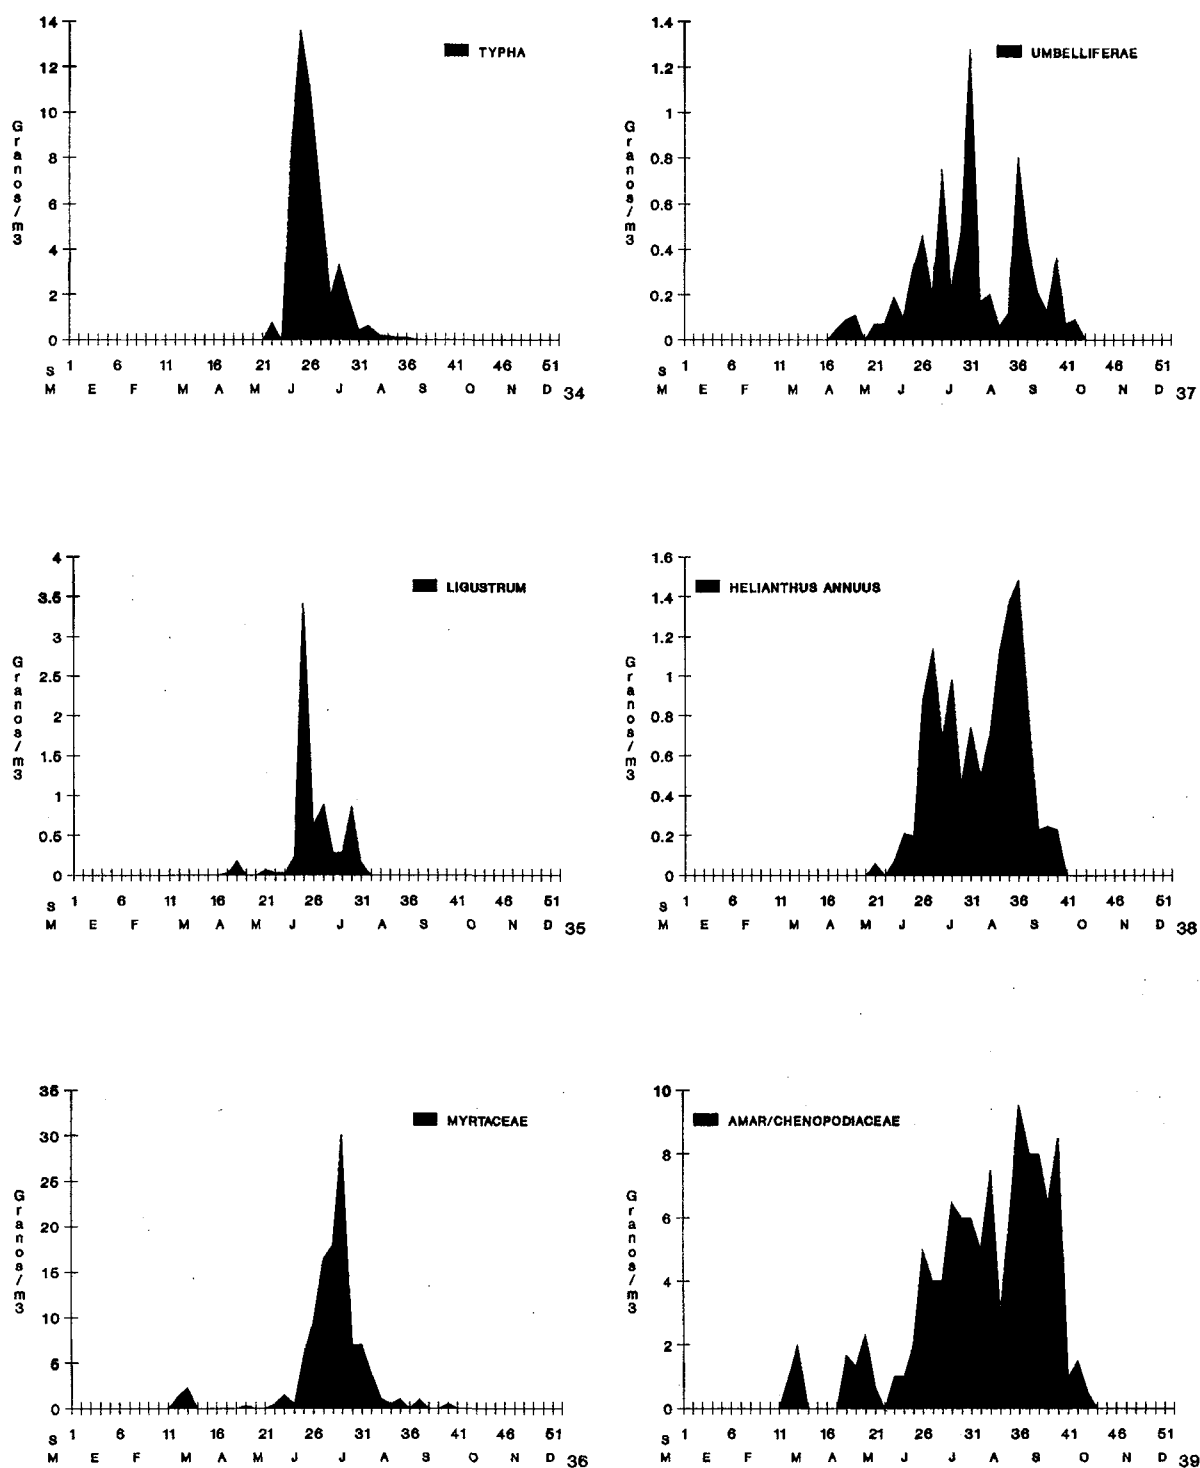 14
12
10
8
6
4
2
0
Granos/m3
TYPHA
S 1 6 11 16 21 26 31 36 41 46 51
M E F M A M J J A S O N D 34
1.4
1.2
1
0.8
0.6
0.4
0.2
0
Granos/m3
UMBELLIFERAE
S 1 6 11 16 21 26 31 36 41 46 51
M E F M A M J J A S O N D 37
4
3.5
3
2.5
2
1.5
1
0.5
0
Granos/m3
LIGUSTRUM
S 1 6 11 16 21 26 31 36 41 46 51
M E F M A M J J A S O N D 35
1.6
1.4
1.2
1
0.8
0.6
0.4
0.2
0
Granos/m3
HELIANTHUS ANNUUS
S 1 6 11 16 21 26 31 36 41 46 51
M E F M A M J J A S O N D 38
35
30
25
20
15
10
5
0
Granos/m3
MYRTACEAE
S 1 6 11 16 21 26 31 36 41 46 51
M E F M A M J J A S O N D 36
10
8
6
4
2
0
Granos/m3
AMAR/CHENOPODIACEAE
S 1 6 11 16 21 26 31 36 41 46 51
M E F M A M J J A S O N D 39